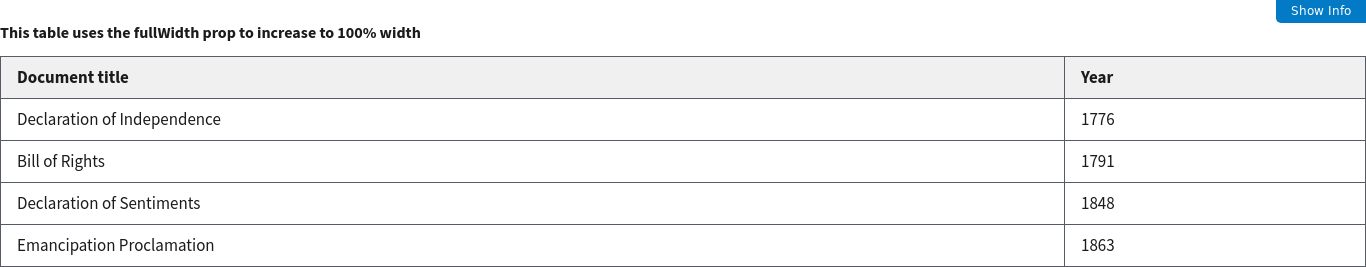 Show Info
This table uses the fullWidth prop to increase to 100% width
Document title Year
Declaration of Independence 1776
Bill of Rights 1791
Declaration of Sentiments 1848
Emancipation Proclamation 1863